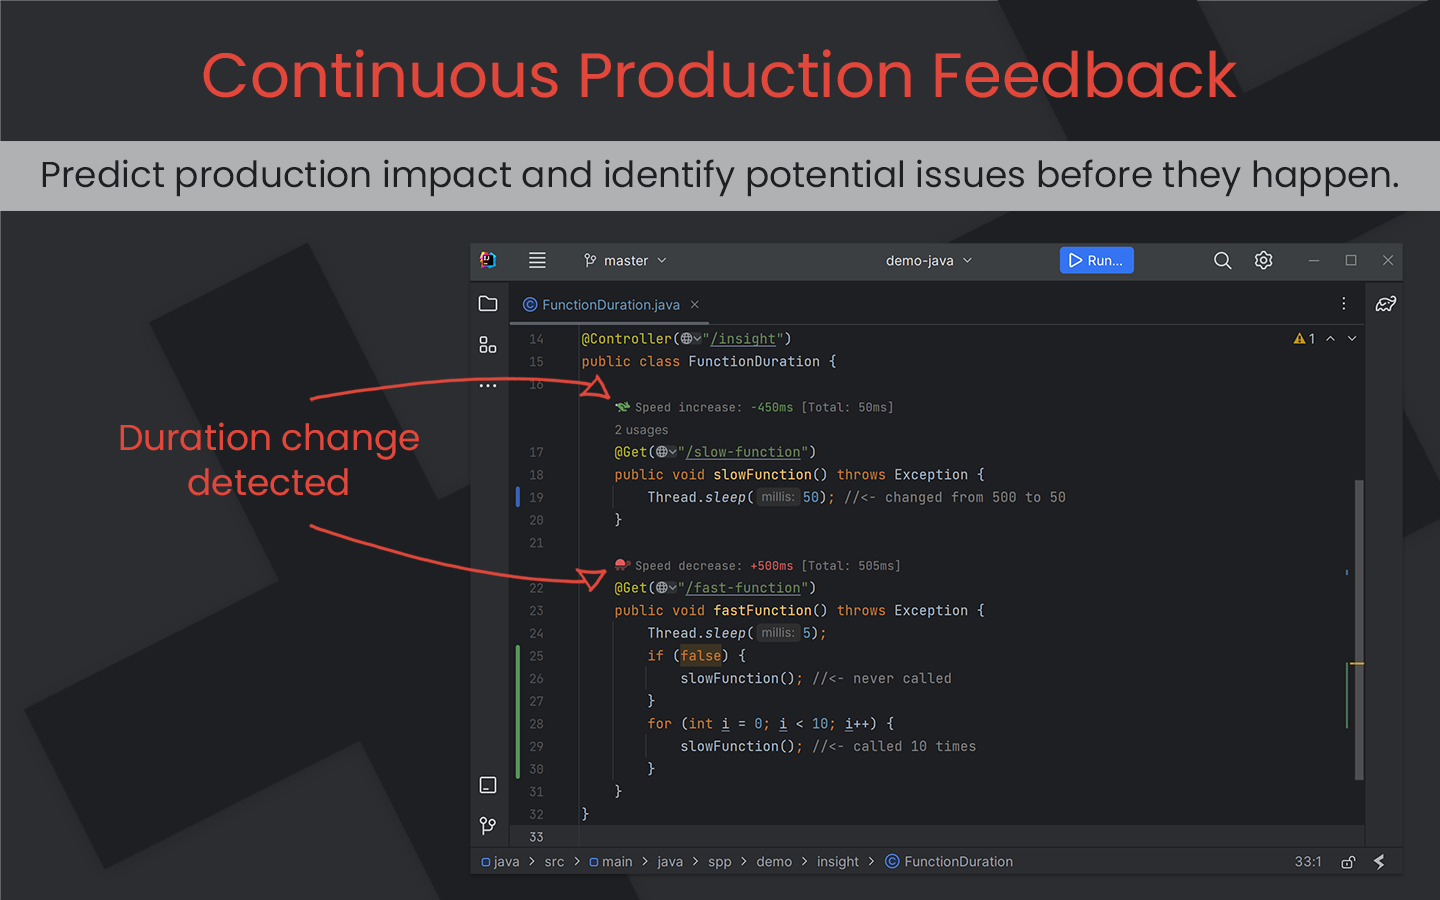 Continuous Production Feedback
Predict production impact and identify potential issues before they happen.
master
demo-java
Run...
FunctionDuration.java
14 @Controller("/insight") 1
15 public class FunctionDuration {
16
Speed increase: -450ms [Total: 50ms]
2 usages
17 @Get("/slow-function")
18 public void slowFunction() throws Exception {
19 Thread.sleep( millis: 50); //<- changed from 500 to 50
20 }
21
Speed decrease: +500ms [Total: 505ms]
22 @Get("/fast-function")
23 public void fastFunction() throws Exception {
24 Thread.sleep( millis: 5);
25 if (false) {
26 slowFunction(); //<- never called
27 }
28 for (int i = 0; i < 10; i++) {
29 slowFunction(); //<- called 10 times
30 }
31 }
32 }
33
Duration change
detected
java > src > main > java > spp > demo > insight > FunctionDuration 33:1